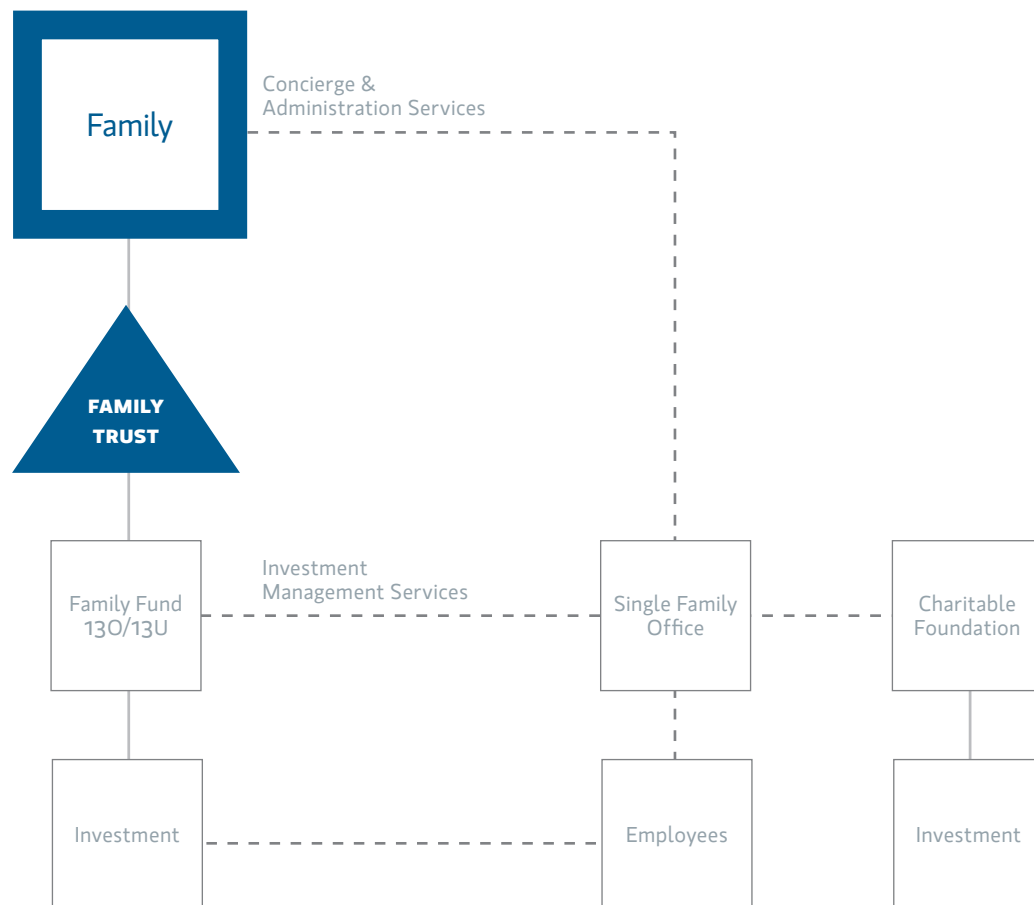 Family
Concierge &
Administration Services
FAMILY
TRUST
Family Fund
13O/13U
Investment
Management Services
Single Family
Office
Charitable
Foundation
Investment
Employees
Investment